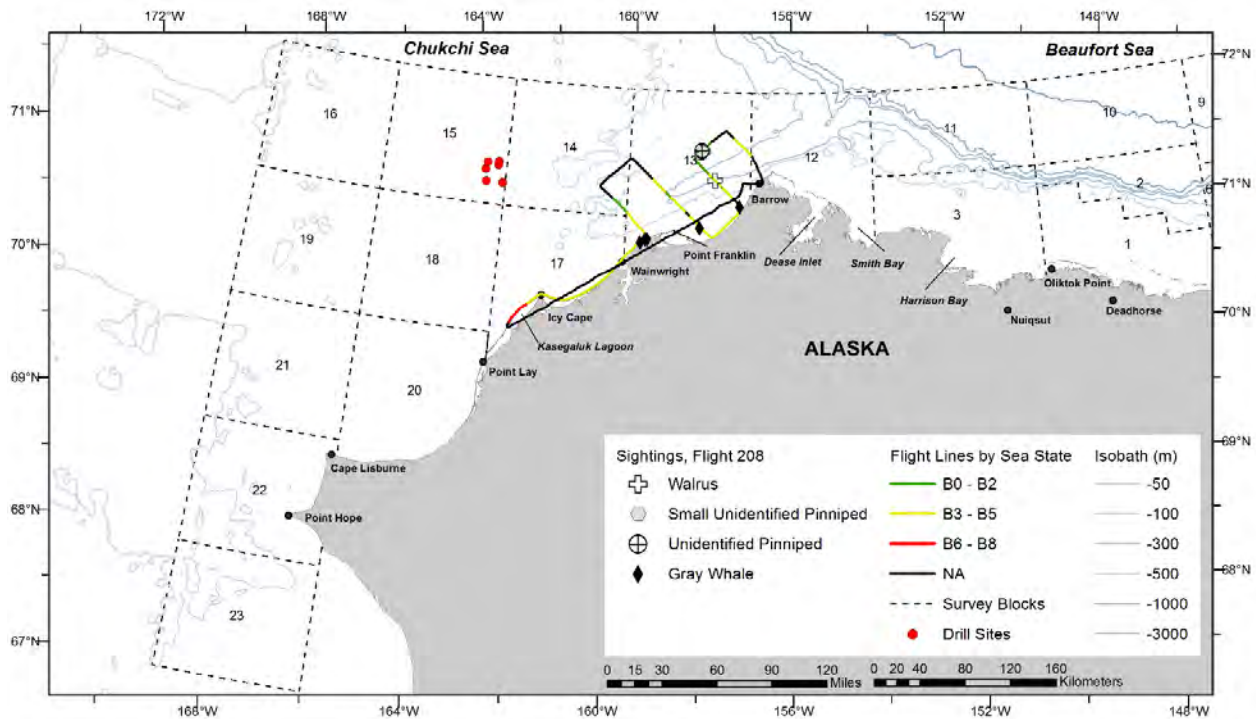 172°W 168°W 164°W 160°W 156°W 152°W 148°W
Chukchi Sea
Beaufort Sea
72°N
71°N
16
15
14
13
12
11
10
9
71°N
2
3
1
70°N
19
18
17
Barrow
Point Franklin
Dease Inlet
Smith Bay
Wainwright
Harrison Bay
Oliktok Point
Deadhorse
Nuiqsut
70°N
Icy Cape
Kasegaluk Lagoon
ALASKA
69°N
21
20
Point Lay
69°N
Cape Lisburne
68°N
22
Point Hope
68°N
23
67°N
Sightings, Flight 208
Walrus
Small Unidentified Pinniped
Unidentified Pinniped
Gray Whale
Flight Lines by Sea State
B0 - B2
B3 - B5
B6 - B8
NA
Survey Blocks
Drill Sites
Isobath (m)
-50
-100
-300
-500
-1000
-3000
0 15 30 60 90 120
Miles
0 20 40 80 120 160
Kilometers
168°W 164°W 160°W 156°W 152°W 148°W